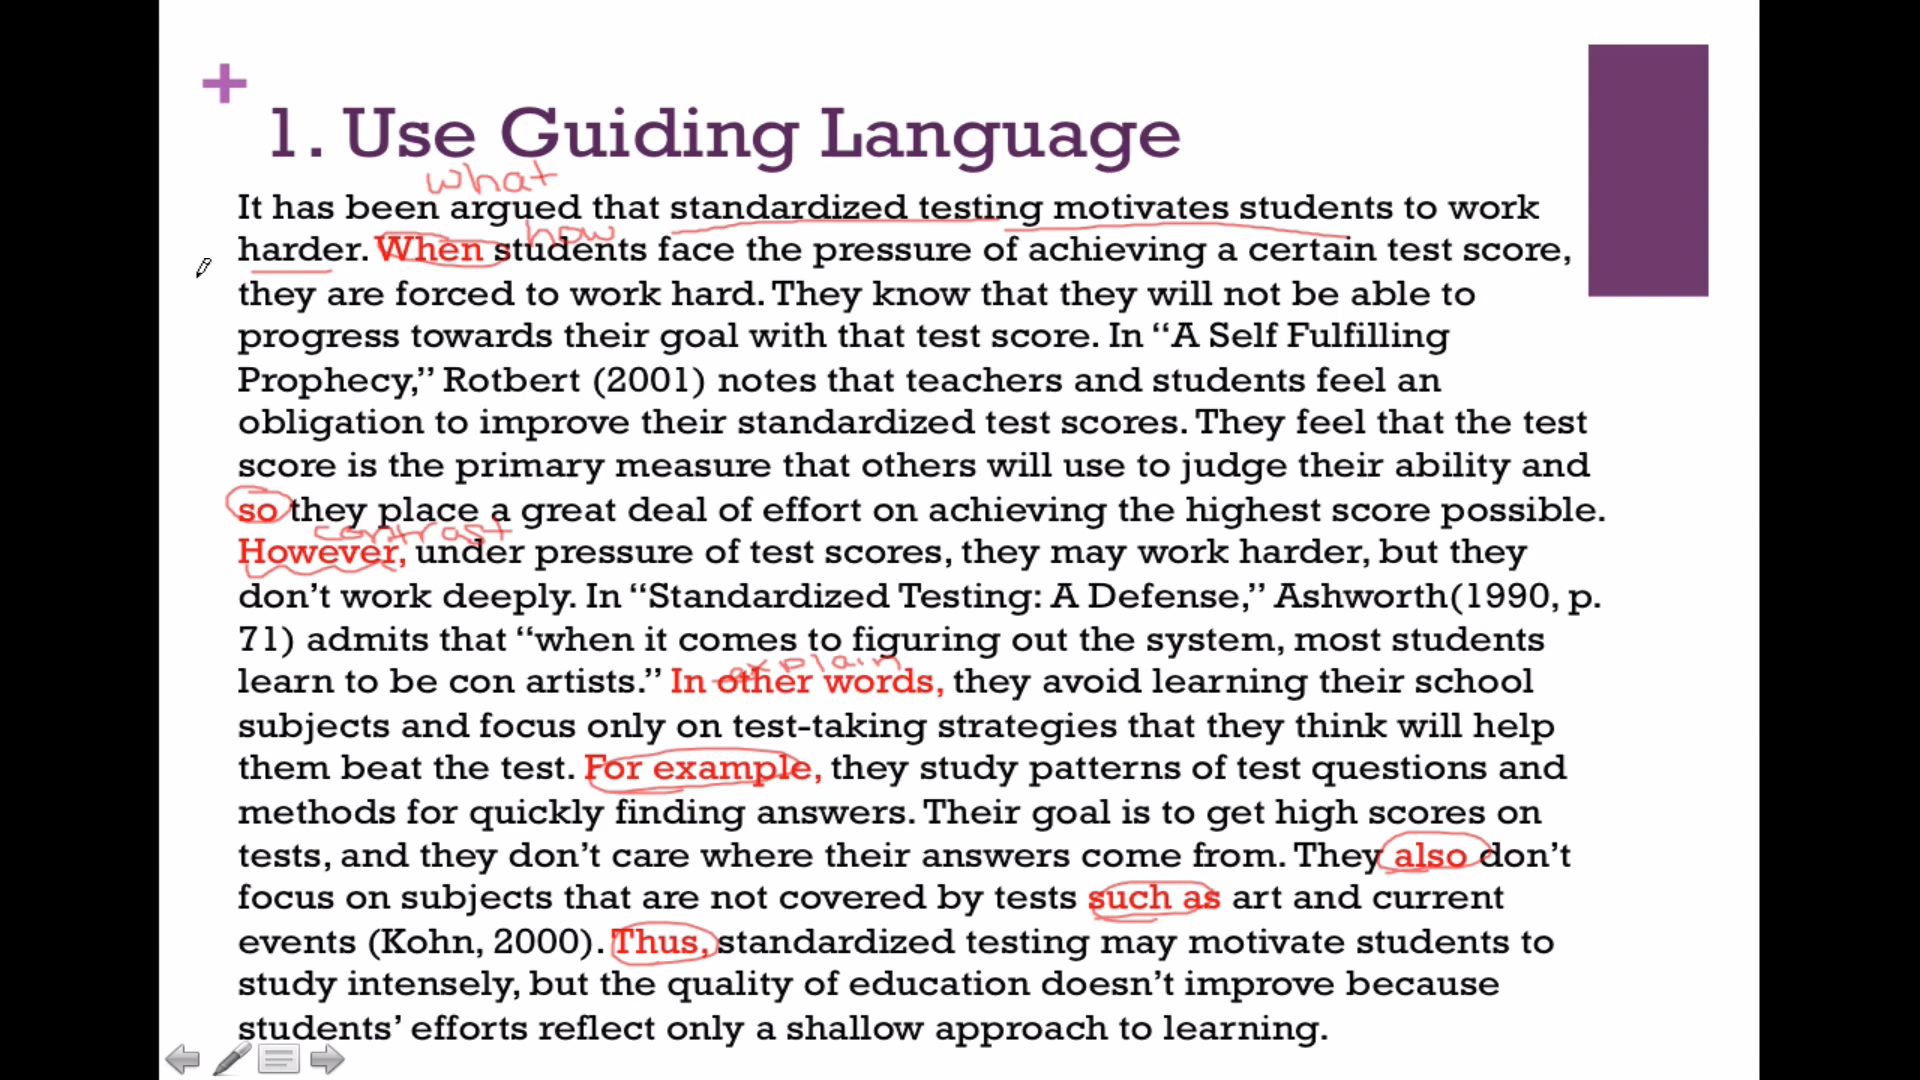 +
1. Use Guiding Language
what
It has been argued that standardized testing motivates students to work
how
harder. When students face the pressure of achieving a certain test score,
they are forced to work hard. They know that they will not be able to
progress towards their goal with that test score. In “A Self Fulfilling
Prophecy,” Rotbert (2001) notes that teachers and students feel an
obligation to improve their standardized test scores. They feel that the test
score is the primary measure that others will use to judge their ability and
so they place a great deal of effort on achieving the highest score possible.
contrast
However, under pressure of test scores, they may work harder, but they
don’t work deeply. In “Standardized Testing: A Defense,” Ashworth(1990, p.
71) admits that “when it comes to figuring out the system, most students
explain
learn to be con artists.” In other words, they avoid learning their school
subjects and focus only on test-taking strategies that they think will help
them beat the test. For example, they study patterns of test questions and
methods for quickly finding answers. Their goal is to get high scores on
tests, and they don’t care where their answers come from. They also don’t
focus on subjects that are not covered by tests such as art and current
events (Kohn, 2000). Thus, standardized testing may motivate students to
study intensely, but the quality of education doesn’t improve because
students’ efforts reflect only a shallow approach to learning.